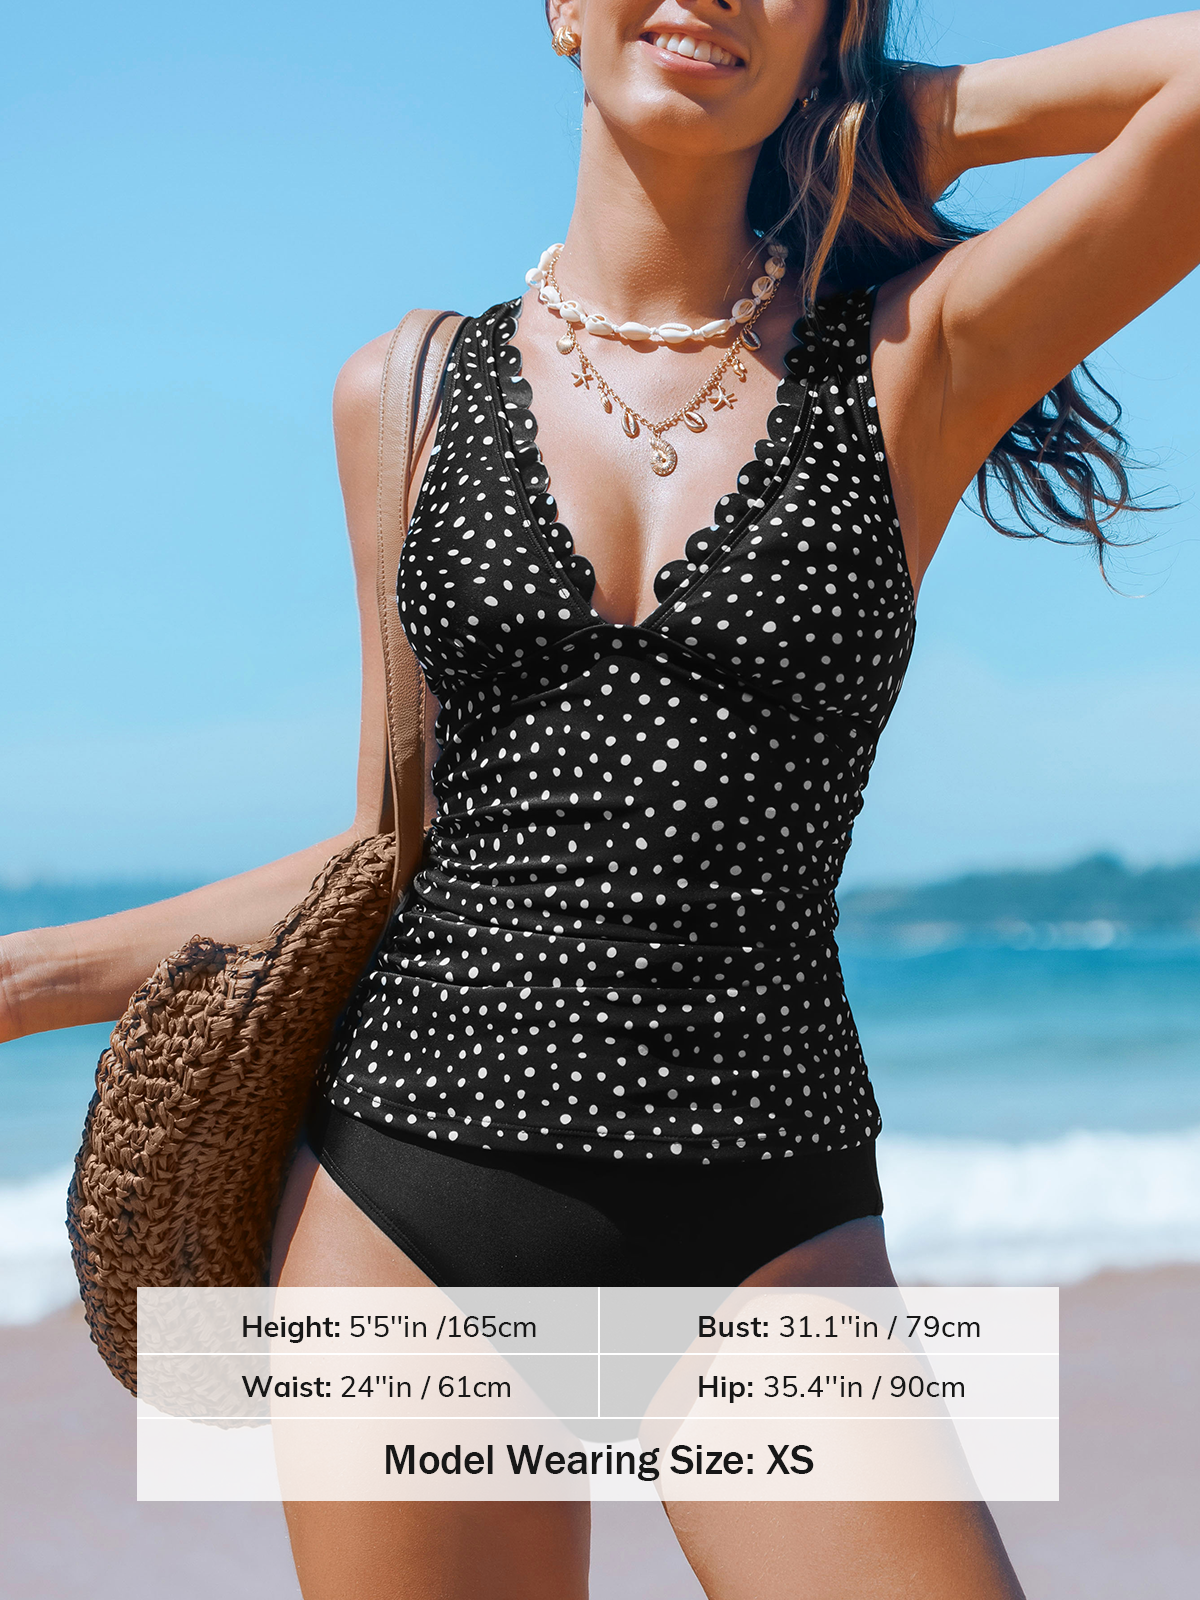 Height: 5'5''in /165cm
Bust: 31.1''in / 79cm
Waist: 24''in / 61cm
Hip: 35.4''in / 90cm
Model Wearing Size: XS